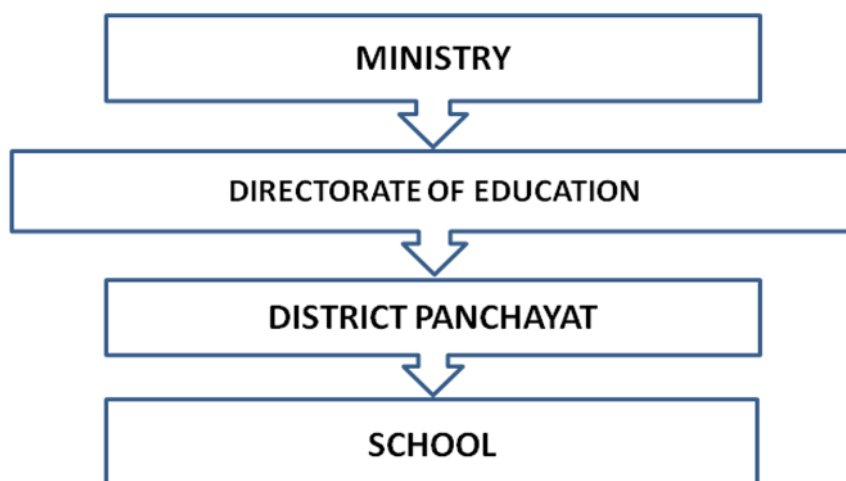 MINISTRY
DIRECTORATE OF EDUCATION
DISTRICT PANCHAYAT
SCHOOL